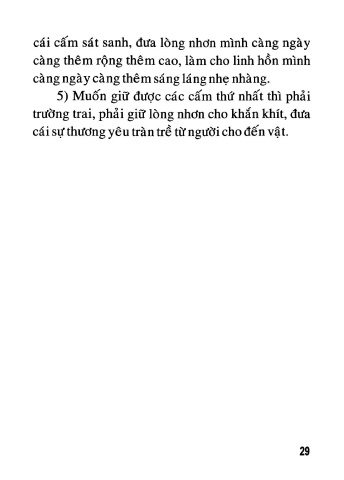 cái cấm sát sanh, đưa lòng nhơn mình càng ngày
càng thêm rộng thêm cao, làm cho linh hồn mình
càng ngày càng thêm sáng láng nhẹ nhàng.
5) Muốn giữ được các cấm thứ nhất thì phải
trường trai, phải giữ lòng nhơn cho khắn khít, đưa
cái sự thương yêu tràn trề từ người cho đến vật.
29